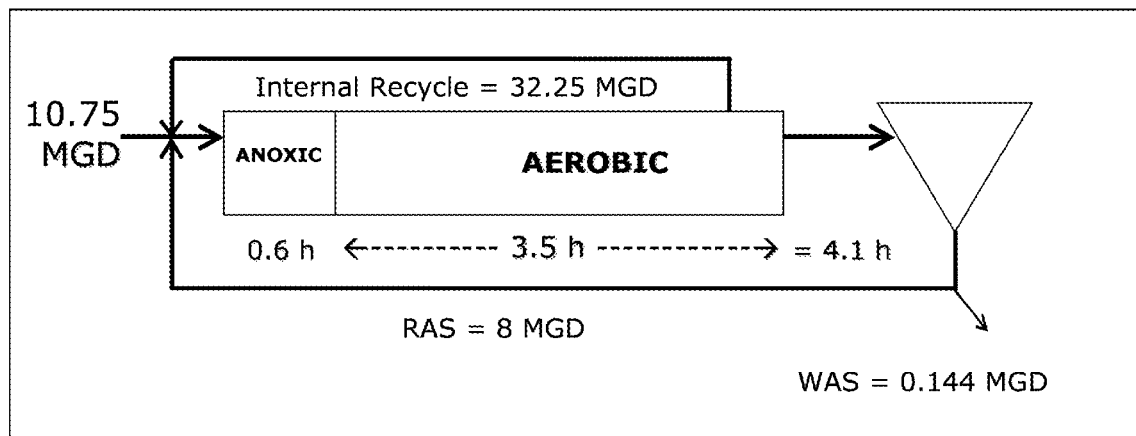 Internal Recycle = 32.25 MGD
10.75
MGD
ANOXIC
AEROBIC
0.6 h
3.5 h
= 4.1 h
RAS = 8 MGD
WAS = 0.144 MGD